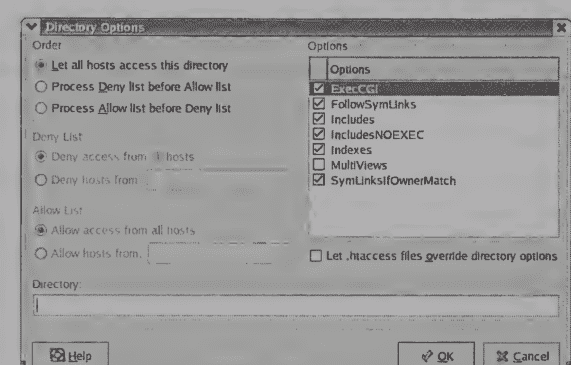 Directory Options
Order
Let all hosts access this directory
Process Deny list before Allow list
Process Allow list before Deny list
Deny List
Deny access from hosts
Deny hosts from
Allow List
Allow access from all hosts
Allow hosts from:
Directory:
Options
Options
ExecCGI
FollowSymLinks
Includes
IncludesNOEXEC
Indexes
MultiViews
SymLinksIfOwnerMatch
Let .htaccess files override directory options
Help
OK
Cancel